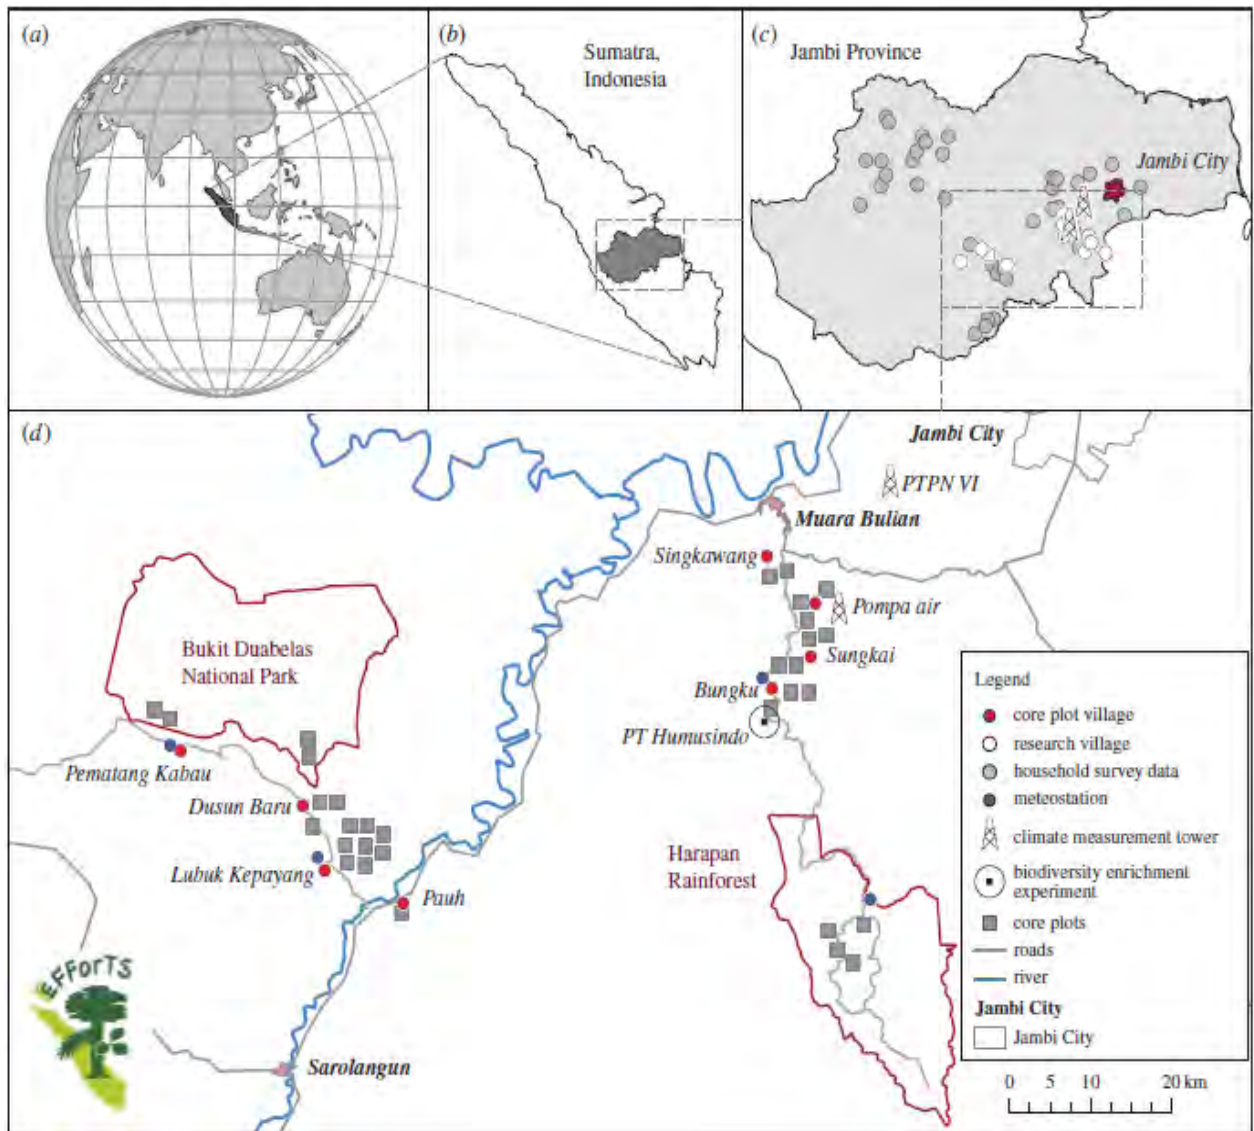 (a)
(b)
Sumatra,
Indonesia
(c)
Jambi Province
Jambi City
(d)
Jambi City
PTPN VI
Muara Bulian
Singkawang
Pompa air
Sungkai
Bungku
PT Humusindo
Bukit Duabelas
National Park
Pematang Kabau
Dusun Baru
Lubuk Kepayang
Pauh
Harapan
Rainforest
Sarolangun
EFForTS
Legend
core plot village
research village
household survey data
meteostation
climate measurement tower
biodiversity enrichment
experiment
core plots
roads
river
Jambi City
Jambi City
0 5 10 20 km